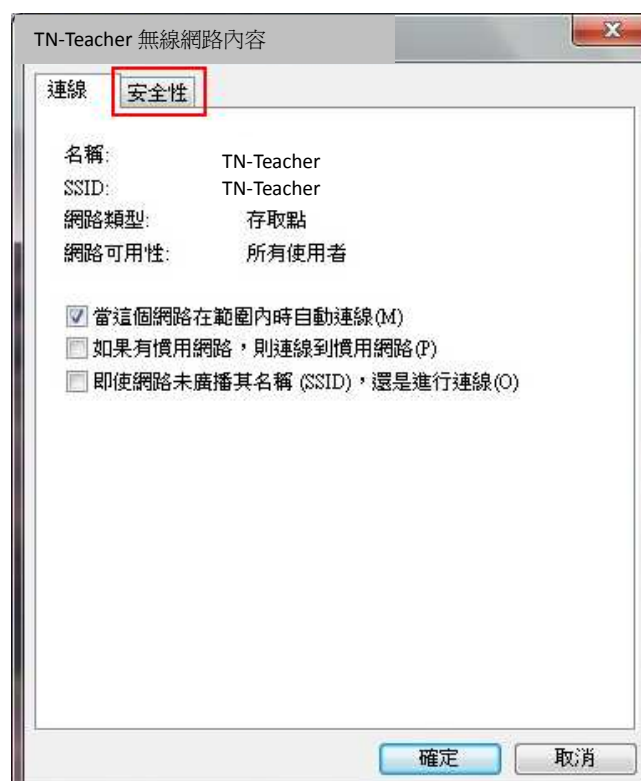 TN-Teacher 無線網路內容
連線 安全性
名稱: TN-Teacher
SSID: TN-Teacher
網路類型: 存取點
網路可用性: 所有使用者
當這個網路在範圍內時自動連線(M)
如果有慣用網路，則連線到慣用網路(P)
即使網路未廣播其名稱 (SSID)，還是進行連線(O)
確定 取消